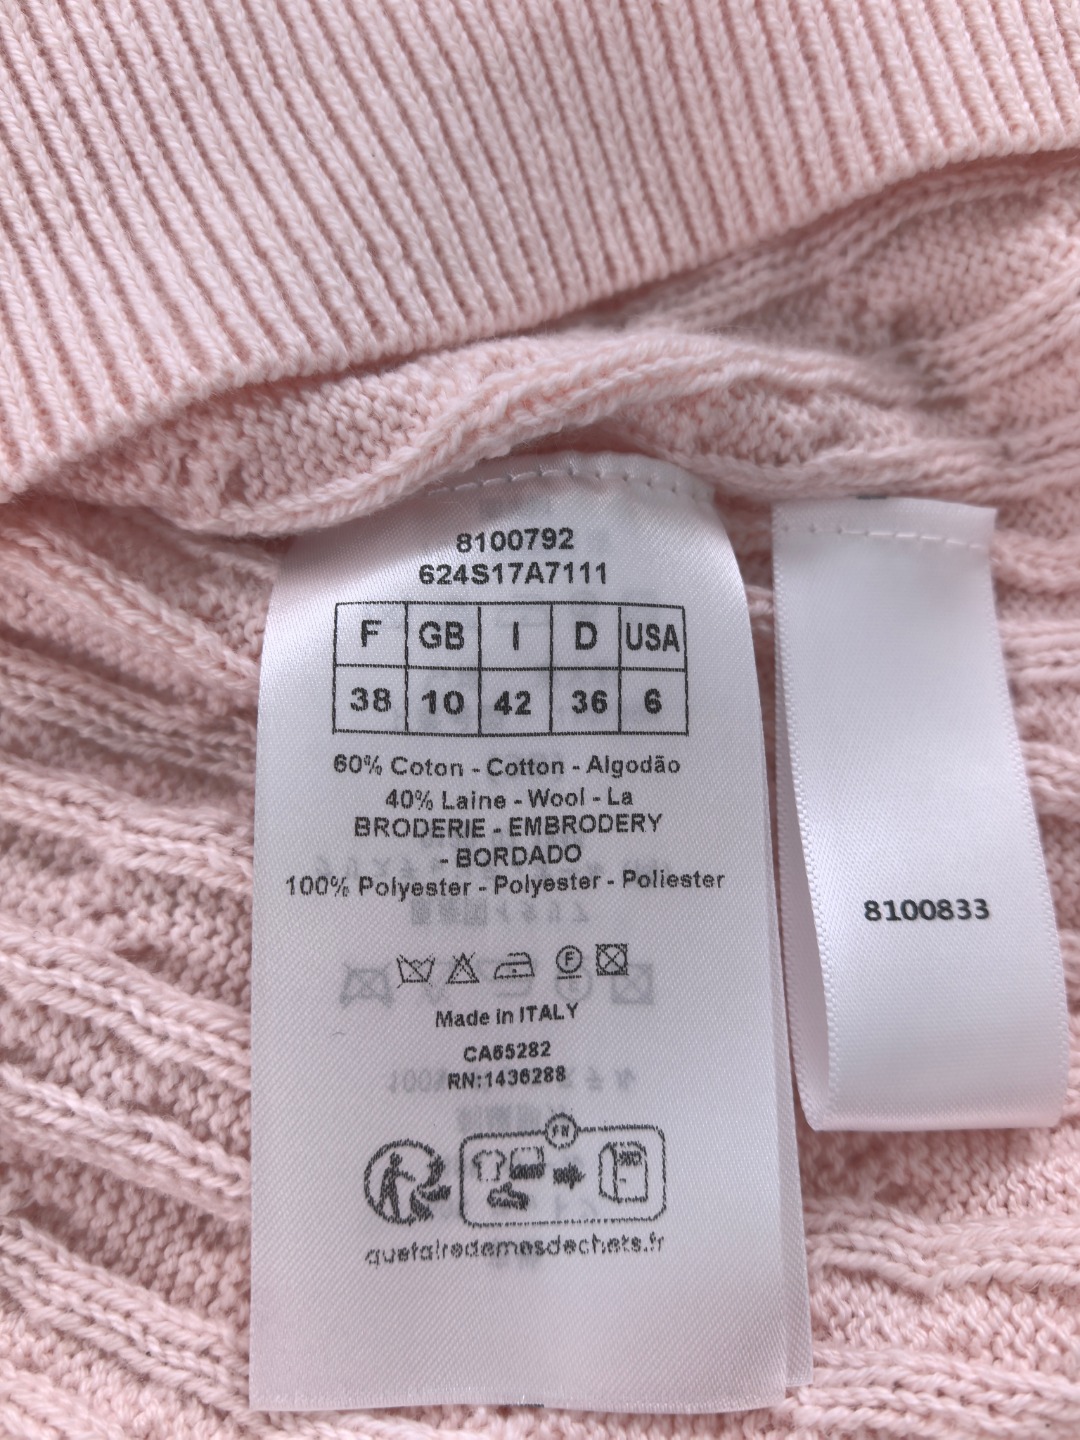 8100792
624S17A7111
F GB I D USA
38 10 42 36 6
60% Coton - Cotton - Algodão
40% Laine - Wool - La
BRODERIE - EMBRODERY
- BORDADO
100% Polyester - Polyester - Poliester
F
Made in ITALY
CA65282
RN:1436288
FR
quefairedemesdechets.fr
8100833